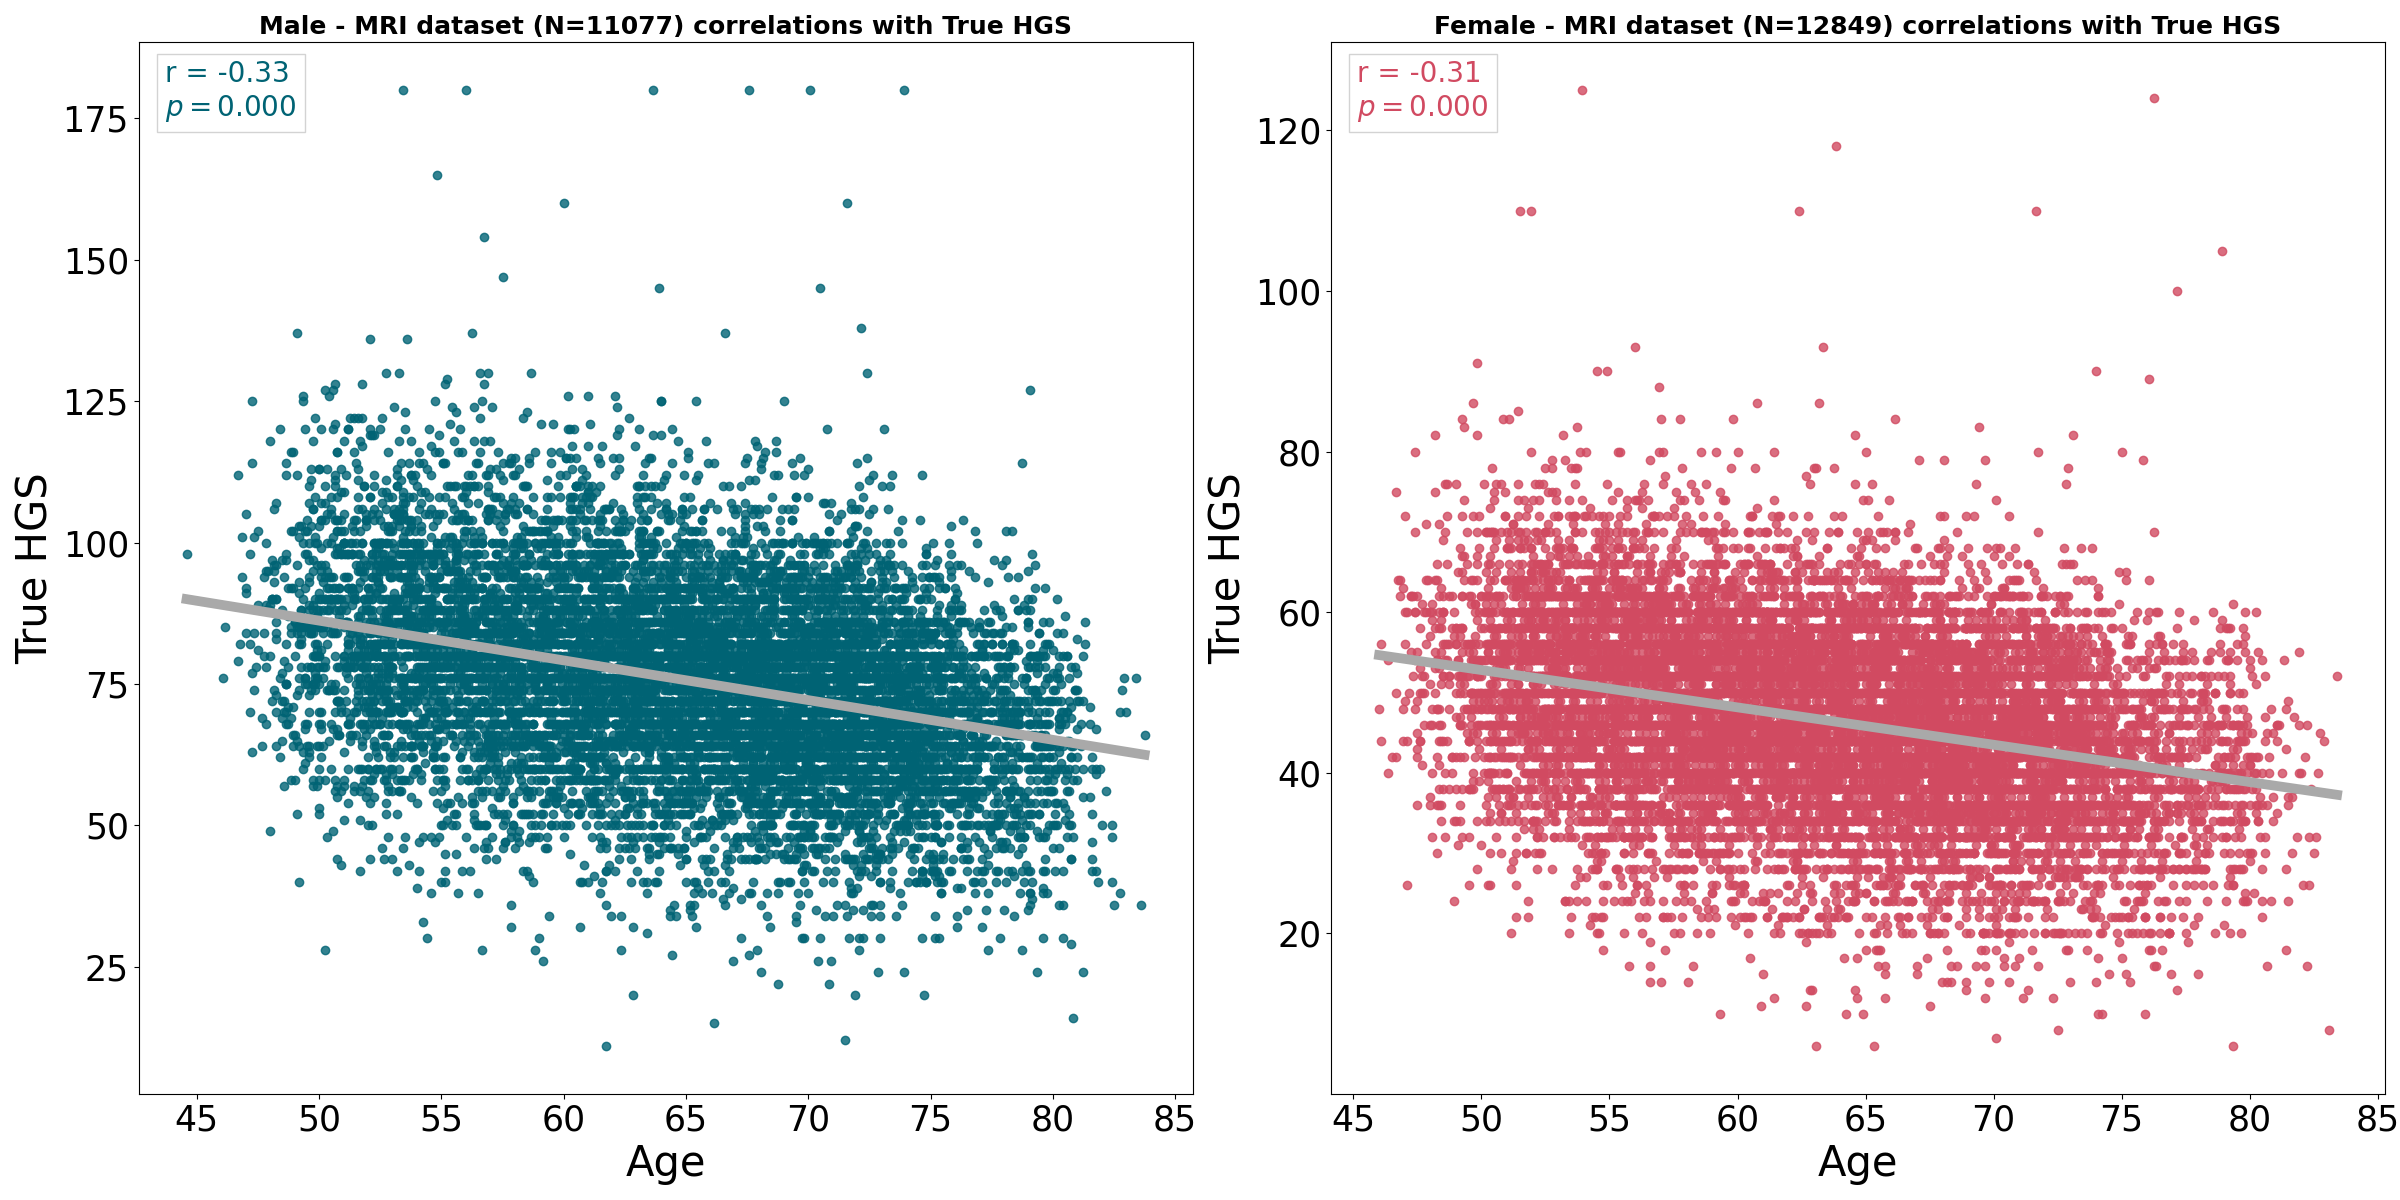 Male - MRI dataset (N=11077) correlations with True HGS
r = -0.33
p = 0.000
175
150
125
100
75
50
25
True HGS
45 50 55 60 65 70 75 80 85
Age
Female - MRI dataset (N=12849) correlations with True HGS
r = -0.31
p = 0.000
120
100
80
60
40
20
True HGS
45 50 55 60 65 70 75 80 85
Age